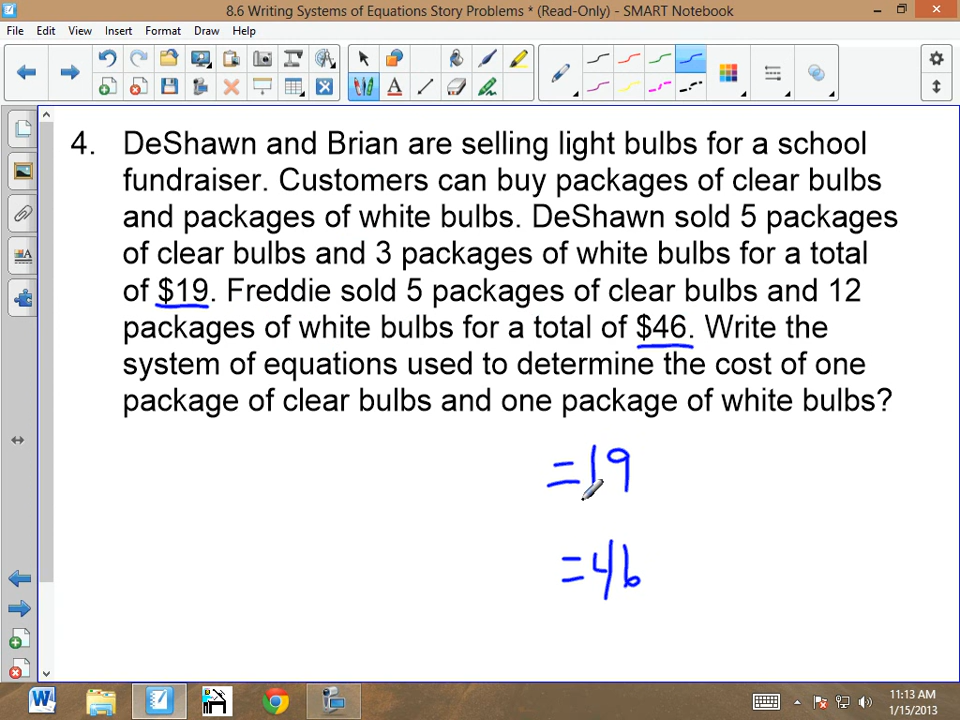 8.6 Writing Systems of Equations Story Problems * (Read-Only) - SMART Notebook
File Edit View Insert Format Draw Help
4. DeShawn and Brian are selling light bulbs for a school
fundraiser. Customers can buy packages of clear bulbs
and packages of white bulbs. DeShawn sold 5 packages
of clear bulbs and 3 packages of white bulbs for a total
of $19. Freddie sold 5 packages of clear bulbs and 12
packages of white bulbs for a total of $46. Write the
system of equations used to determine the cost of one
package of clear bulbs and one package of white bulbs?
=19
=46
11:13 AM
1/15/2013